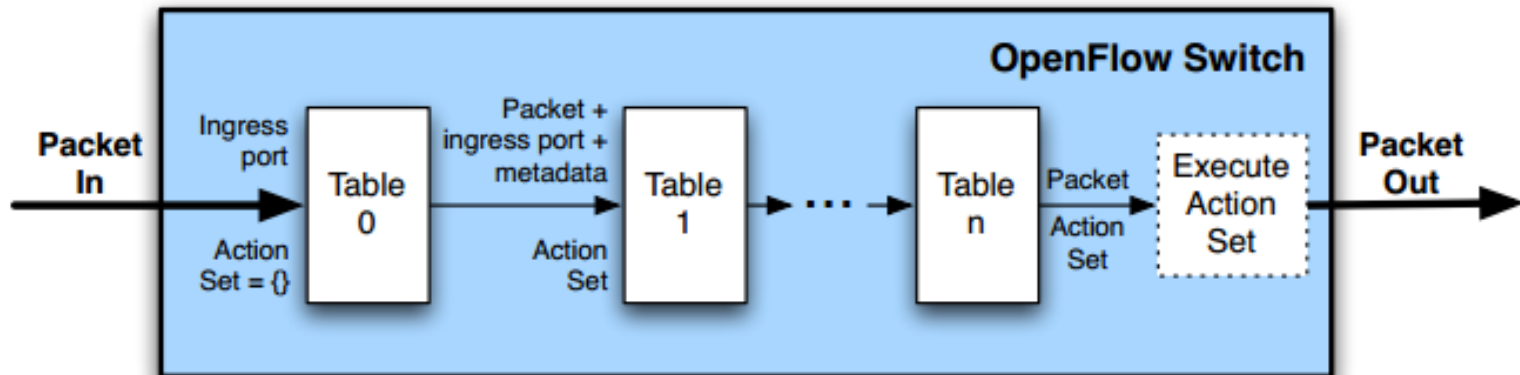 OpenFlow Switch
Packet
In
Ingress
port
Action
Set = {}
Table
0
Packet +
ingress port +
metadata
Action
Set
Table
1
...
Table
n
Packet
Action
Set
Execute
Action
Set
Packet
Out